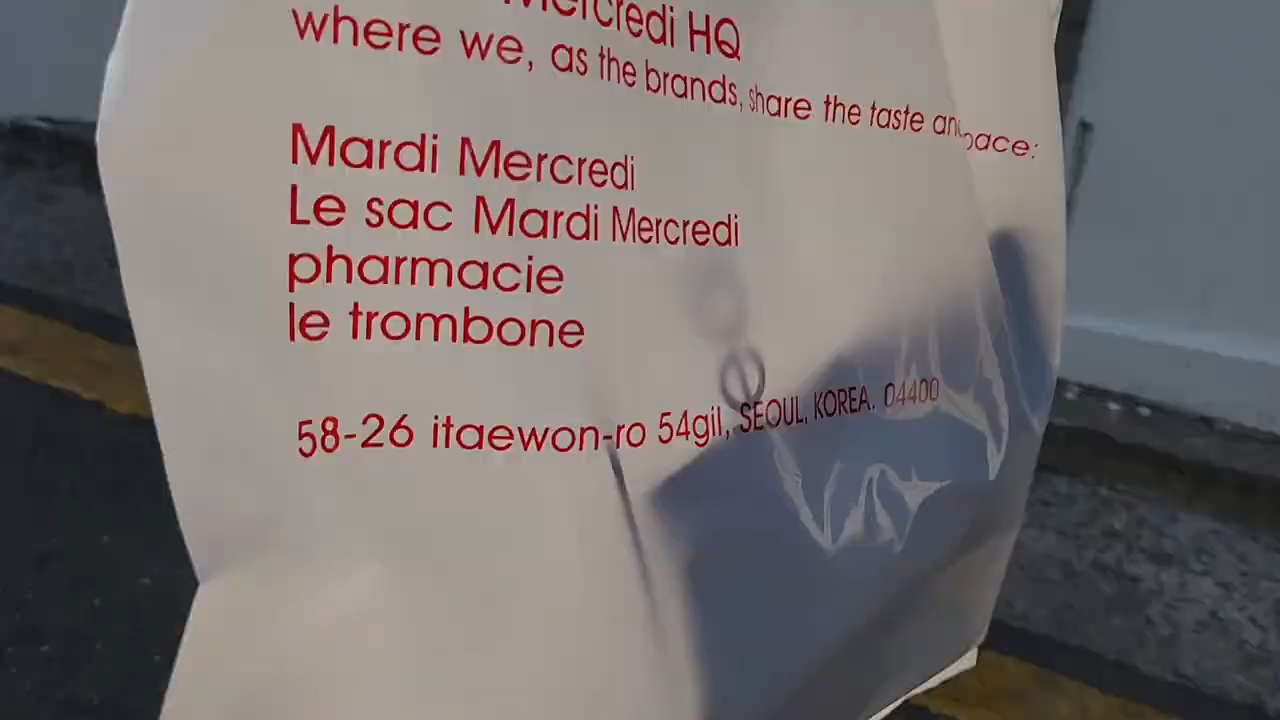 Mercredi HQ
where we, as the brands, share the taste and
Mardi Mercredi
Le sac Mardi Mercredi
pharmacie
le trombone
58-26 itaewon-ro 54gil, SEOUL, KOREA. 04400